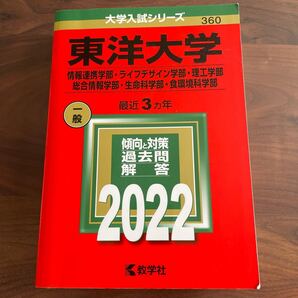 大学入試シリーズ
360
東洋大学
情報連携学部・ライフデザイン学部・理工学部
総合情報学部・生命科学部・食環境科学部
最近3カ年
一般
傾向と対策
過去問
解答
2022
教学社